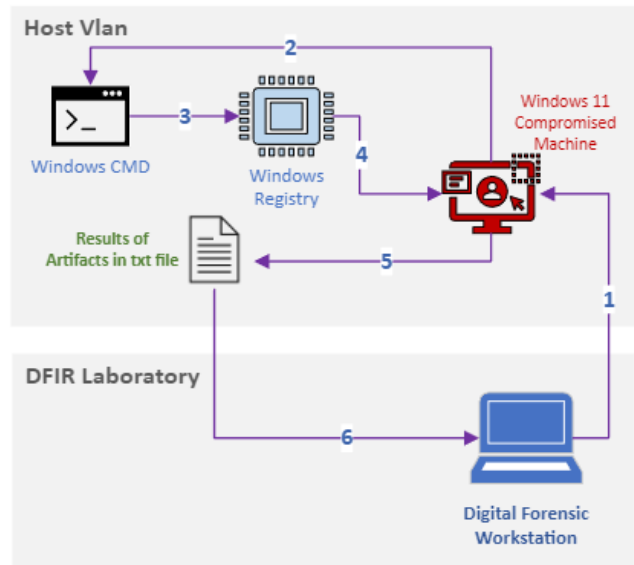 Host Vlan
2
Windows 11
Compromised
Machine
>_
3
Windows CMD
4
Windows
Registry
Results of
Artifacts in txt file
5
1
DFIR Laboratory
6
Digital Forensic
Workstation